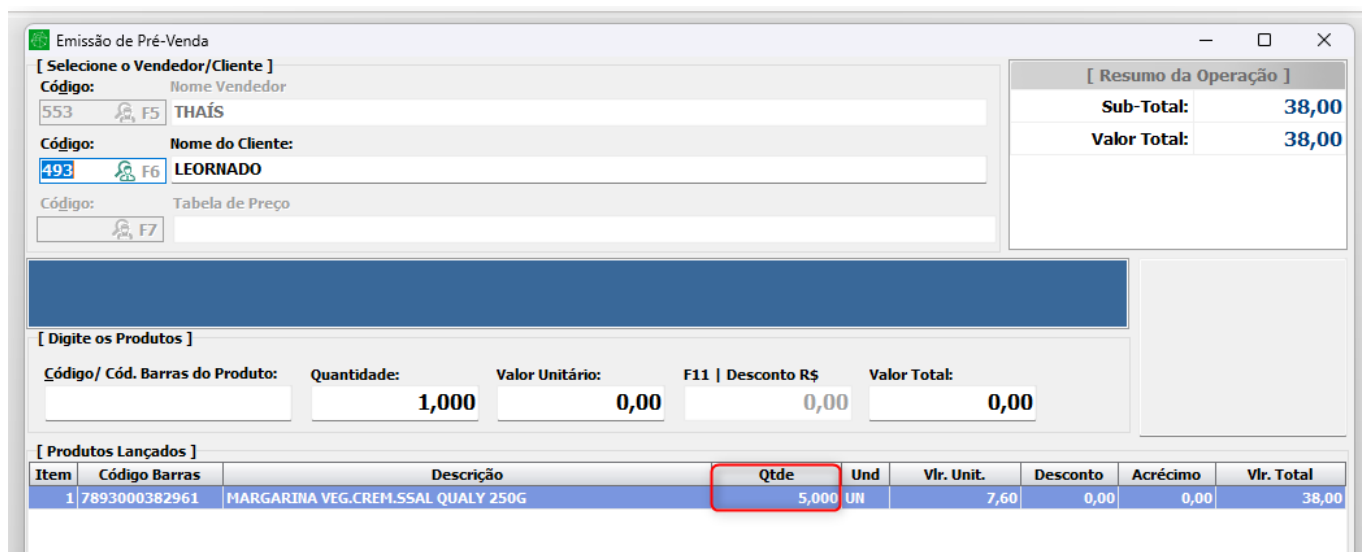 Emissão de Pré-Venda
[ Selecione o Vendedor/Cliente ]
Código: Nome Vendedor
553 F5 THAÍS
Código: Nome do Cliente:
493 F6 LEORNADO
Código: Tabela de Preço
F7
[ Resumo da Operação ]
Sub-Total: 38,00
Valor Total: 38,00
[ Digite os Produtos ]
Código/ Cód. Barras do Produto: Quantidade: Valor Unitário: F11 | Desconto R$ Valor Total:
1,000 0,00 0,00 0,00
[ Produtos Lançados ]
Item Código Barras Descrição Qtde Und Vlr. Unit. Desconto Acrécimo Vlr. Total
1 7893000382961 MARGARINA VEG.CREM.SSAL QUALY 250G 5,000 UN 7,60 0,00 0,00 38,00